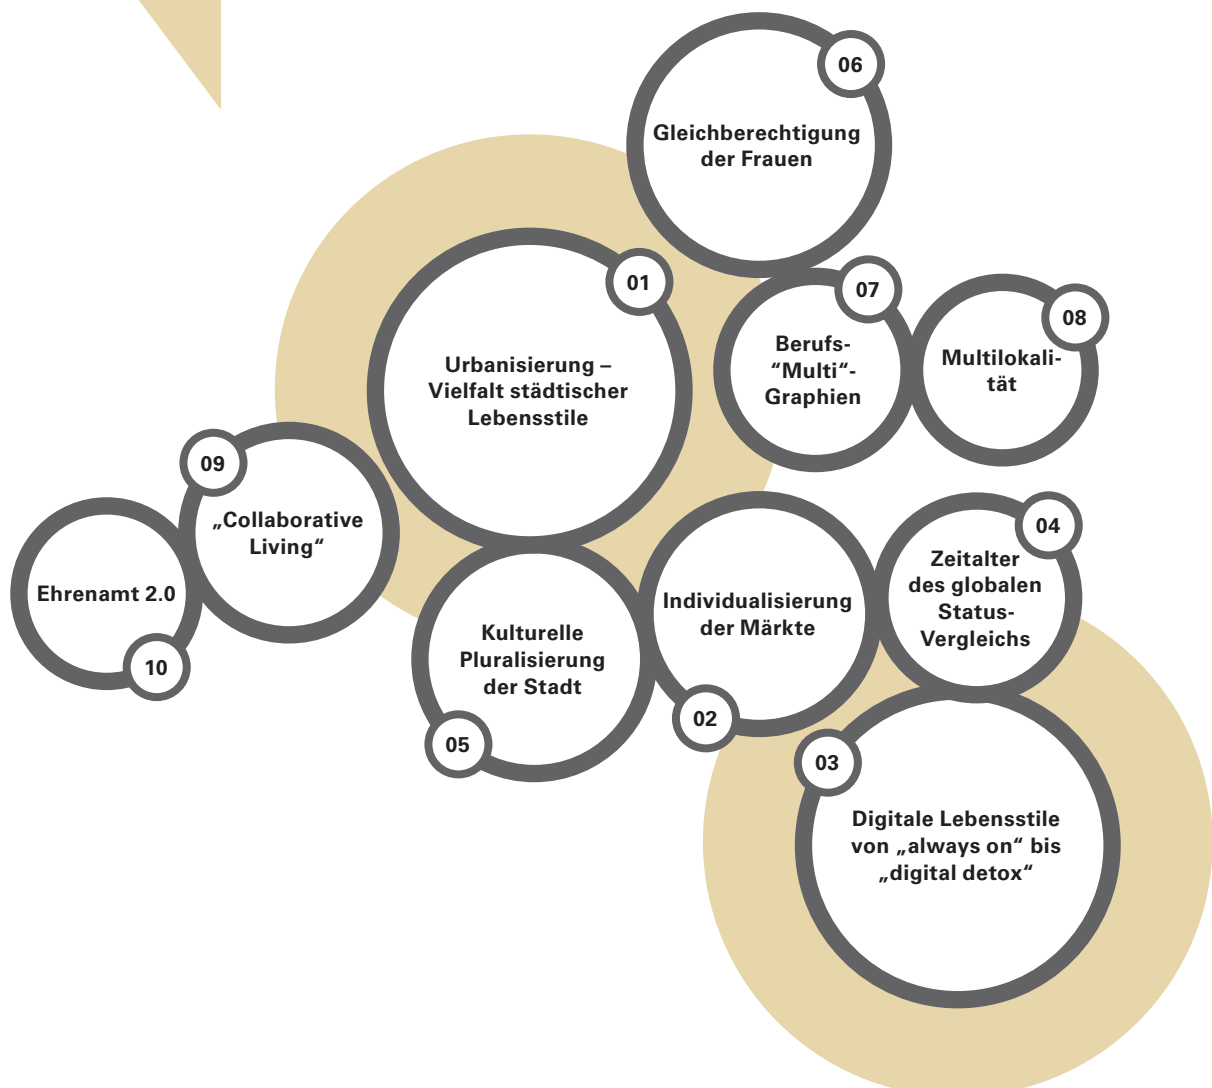 06
Gleichberechtigung
der Frauen
01
Urbanisierung –
Vielfalt städtischer
Lebensstile
07
Berufs-
“Multi“-
Graphien
08
Multilokali-
tät
09
„Collaborative
Living“
Ehrenamt 2.0
10
Kulturelle
Pluralisierung
der Stadt
05
Individualisierung
der Märkte
02
04
Zeitalter
des globalen
Status-
Vergleichs
03
Digitale Lebensstile
von „always on“ bis
„digital detox“